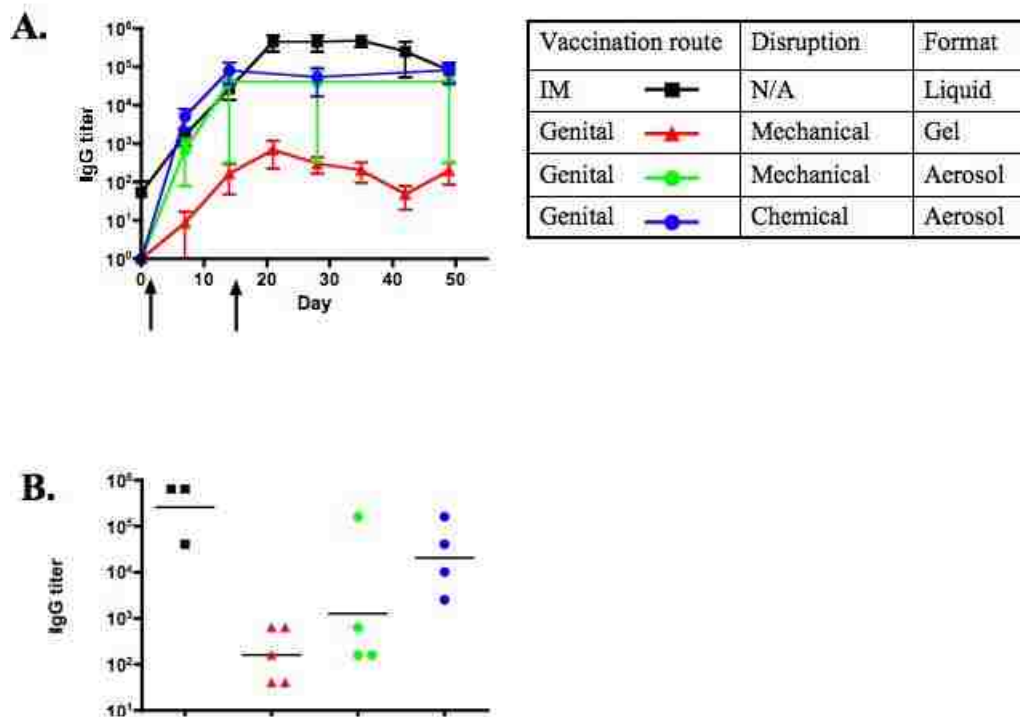 A.
10⁶
10⁵
10⁴
10³
10²
10¹
10⁰
IgG titer
0 10 20 30 40 50
Day
Vaccination route Disruption Format
IM N/A Liquid
Genital Mechanical Gel
Genital Mechanical Aerosol
Genital Chemical Aerosol
B.
10⁶
10⁵
10⁴
10³
10²
10¹
IgG titer